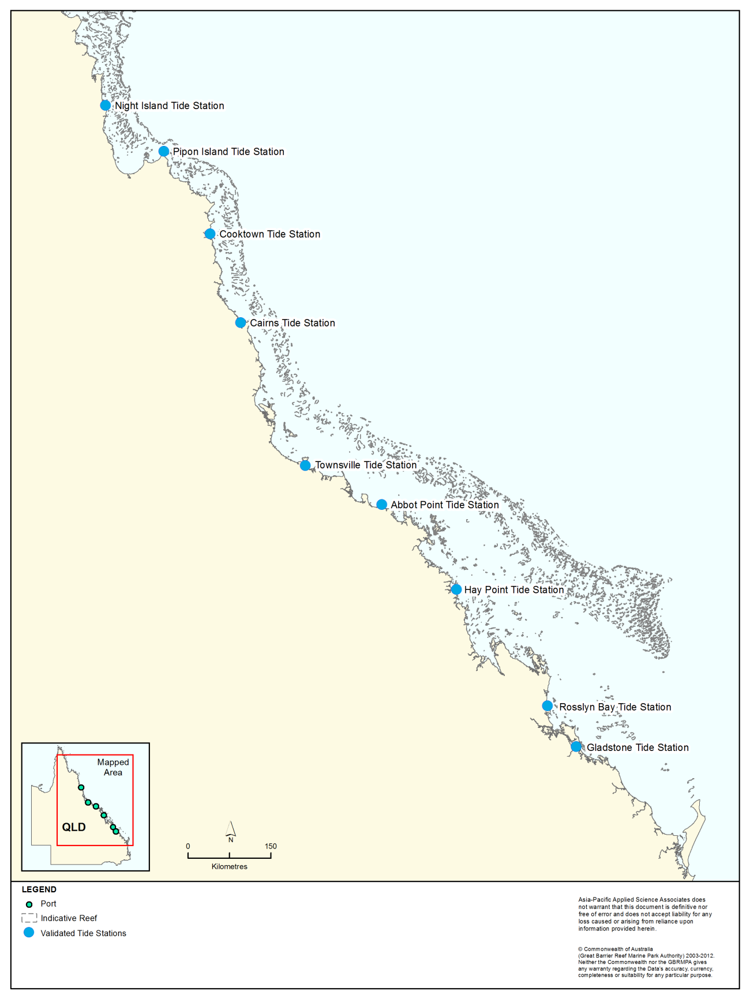 Night Island Tide Station
Pipon Island Tide Station
Cooktown Tide Station
Cairns Tide Station
Townsville Tide Station
Abbot Point Tide Station
Hay Point Tide Station
Rosslyn Bay Tide Station
Gladstone Tide Station
Mapped
Area
QLD
N
0 150
Kilometres
LEGEND
Port
Indicative Reef
Validated Tide Stations
Asia-Pacific Applied Science Associates does
not warrant that this document is definitive nor
free of error and does not accept liability for any
loss caused or arising from reliance upon
information provided herein.
© Commonwealth of Australia
(Great Barrier Reef Marine Park Authority) 2003-2012.
Neither the Commonwealth nor the GBRMPA gives
any warranty regarding the Data's accuracy, currency,
completeness or suitability for any particular purpose.